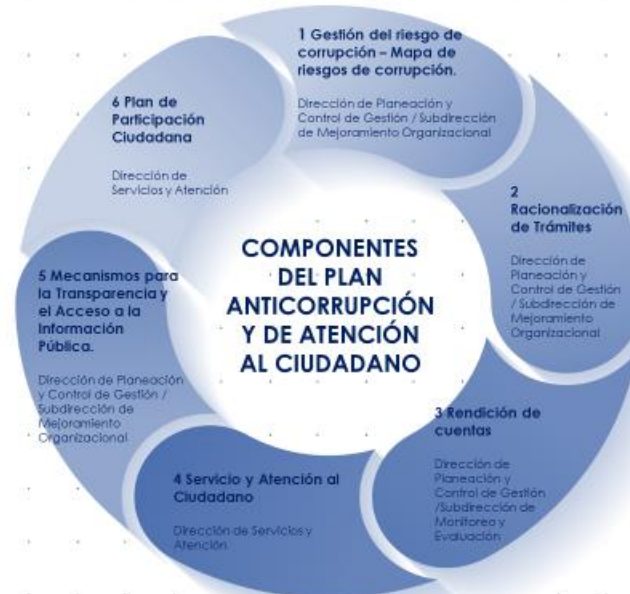 COMPONENTES
DEL PLAN
ANTICORRUPCIÓN
Y DE ATENCIÓN
AL CIUDADANO
1 Gestión del riesgo de
corrupción – Mapa de
riesgos de corrupción.
Dirección de Planeación y
Control de Gestión / Subdirección
de Mejoramiento Organizacional
2
Racionalización
de Trámites
Dirección de
Planeación y
Control de Gestión
/ Subdirección de
Mejoramiento
Organizacional
3 Rendición de
cuentas
Dirección de
Planeación y
Control de Gestión
/Subdirección de
Monitoreo y
Evaluación
4 Servicio y Atención al
Ciudadano
Dirección de Servicios y
Atención
5 Mecanismos para
la Transparencia y
el Acceso a la
Información
Pública.
Dirección de Planeación
y Control de Gestión /
Subdirección de
Mejoramiento
Organizacional
6 Plan de
Participación
Ciudadana
Dirección de
Servicios y Atención